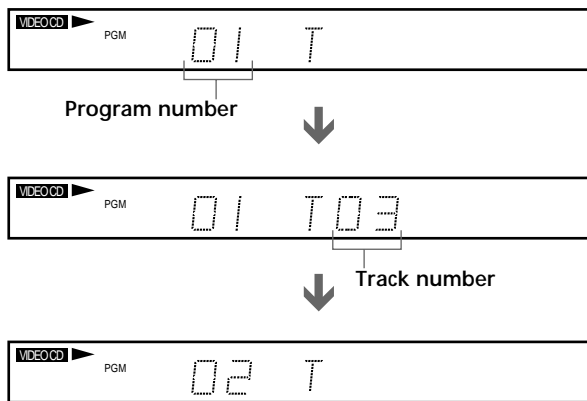 VIDEO CD
PGM
01 T
Program number
VIDEO CD
PGM
01 T03
Track number
VIDEO CD
PGM
02 T